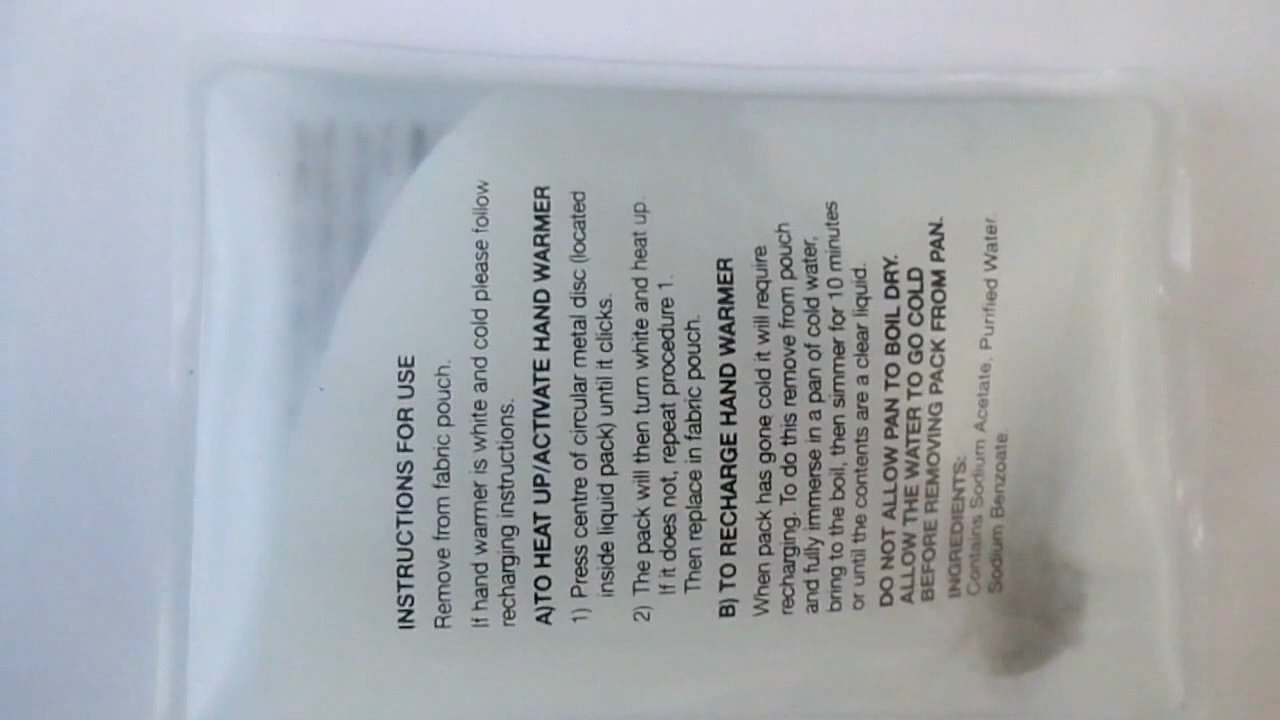 INSTRUCTIONS FOR USE
Remove from fabric pouch.
If hand warmer is white and cold please follow
recharging instructions.
A)TO HEAT UP/ACTIVATE HAND WARMER
1) Press centre of circular metal disc (located
inside liquid pack) until it clicks.
2) The pack will then turn white and heat up.
If it does not, repeat procedure 1.
Then replace in fabric pouch.
B) TO RECHARGE HAND WARMER
When pack has gone cold it will require
recharging. To do this remove from pouch
and fully immerse in a pan of cold water,
bring to the boil, then simmer for 10 minutes
or until the contents are a clear liquid.
DO NOT ALLOW PAN TO BOIL DRY.
ALLOW THE WATER TO GO COLD
BEFORE REMOVING PACK FROM PAN.
INGREDIENTS:
Contains Sodium Acetate, Purified Water.
Sodium Benzoate.